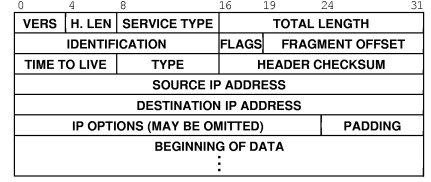 0 4 8 16 19 24 31
VERS H. LEN SERVICE TYPE TOTAL LENGTH
IDENTIFICATION FLAGS FRAGMENT OFFSET
TIME TO LIVE TYPE HEADER CHECKSUM
SOURCE IP ADDRESS
DESTINATION IP ADDRESS
IP OPTIONS (MAY BE OMITTED) PADDING
BEGINNING OF DATA